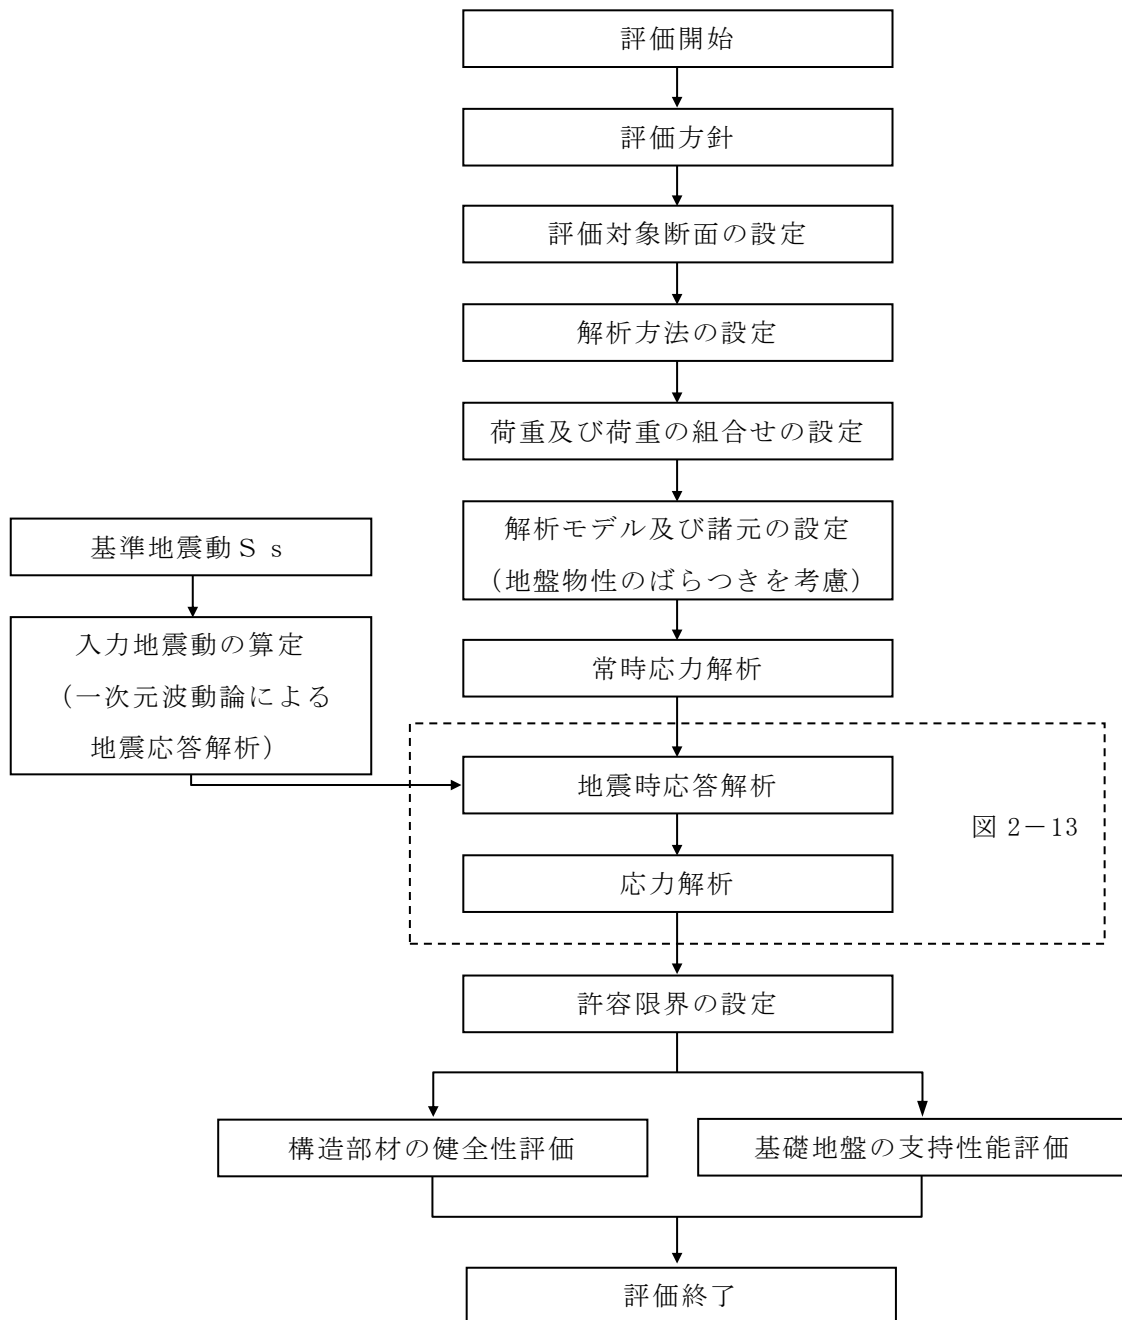 評価開始
評価方針
評価対象断面の設定
解析方法の設定
荷重及び荷重の組合せの設定
解析モデル及び諸元の設定
（地盤物性のばらつきを考慮）
基準地震動Ｓｓ
入力地震動の算定
（一次元波動論による
地震応答解析）
常時応力解析
地震時応答解析
図 2－13
応力解析
許容限界の設定
構造部材の健全性評価
基礎地盤の支持性能評価
評価終了